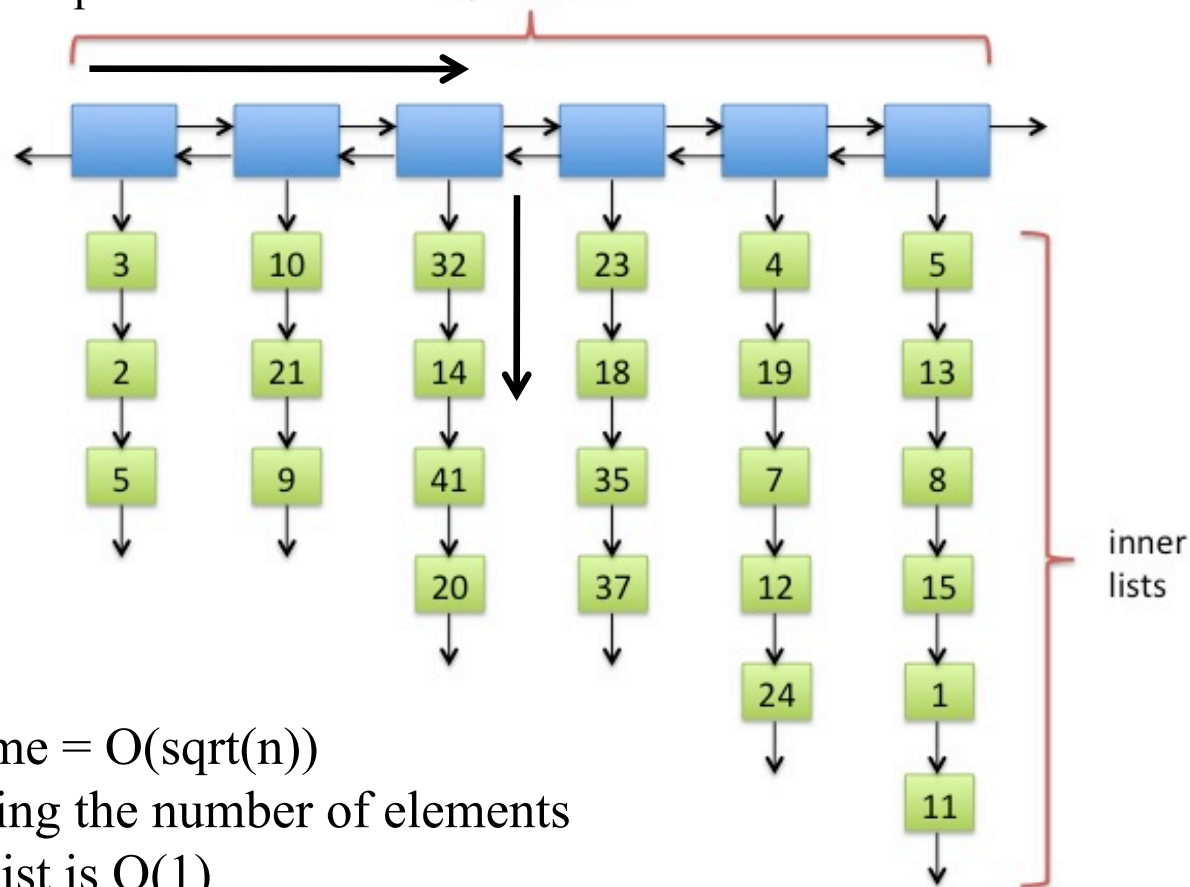 3 10 32 23 4 5
2 21 14 18 19 13
5 9 41 35 7 8
inner
lists
20 37 12 15
24 1
me = O(sqrt(n))
ing the number of elements
11
ist is O(1)